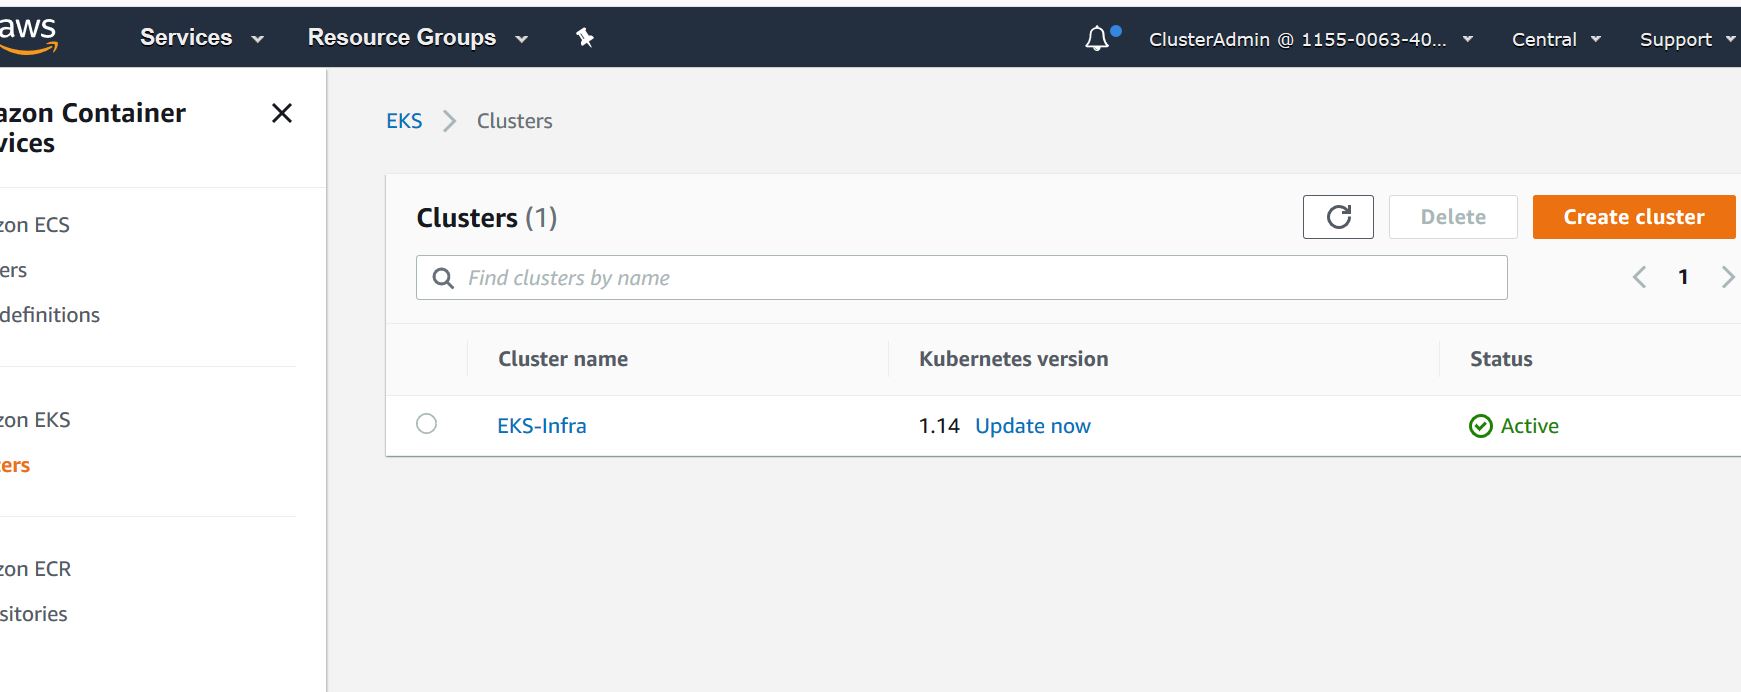 aws Services Resource Groups ClusterAdmin @ 1155-0063-40... Central Support
azon Container
vices
zon ECS
ers
definitions
zon EKS
ers
zon ECR
sitories
EKS > Clusters
Clusters (1) Delete Create cluster
Find clusters by name 1
Cluster name Kubernetes version Status
EKS-Infra 1.14 Update now Active